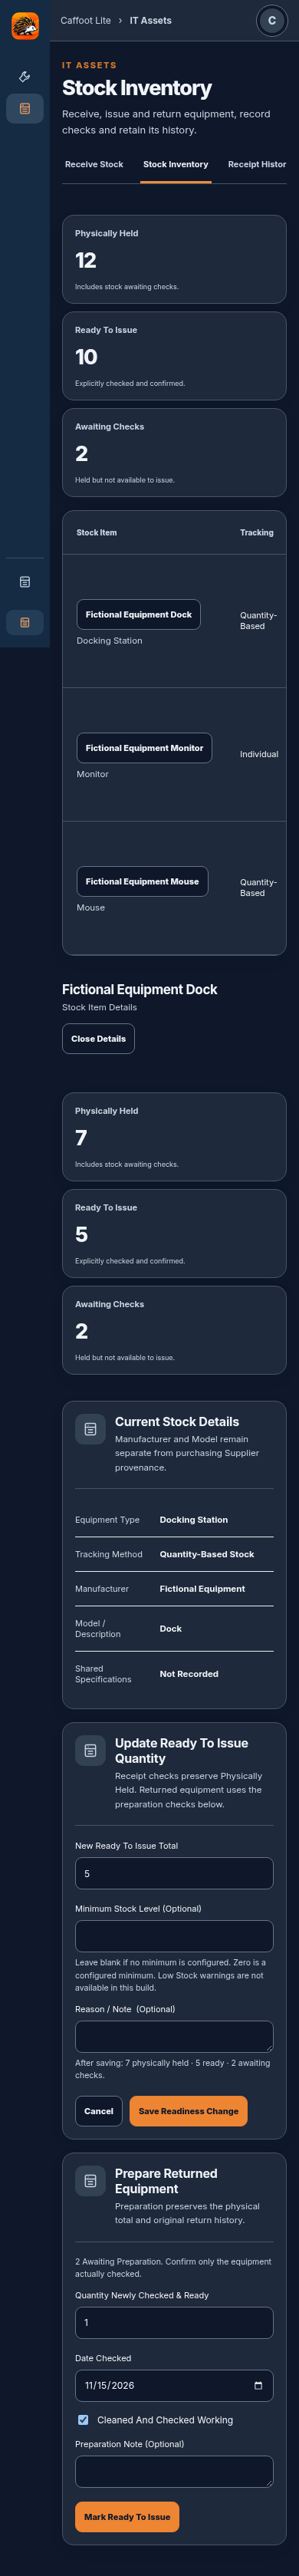 Caffoot Lite › IT Assets
C
IT ASSETS
Stock Inventory
Receive, issue and return equipment, record
checks and retain its history.
Receive Stock Stock Inventory Receipt Histor
Physically Held
12
Includes stock awaiting checks.
Ready To Issue
10
Explicitly checked and confirmed.
Awaiting Checks
2
Held but not available to issue.
Stock Item Tracking
Fictional Equipment Dock
Docking Station
Quantity-
Based
Fictional Equipment Monitor
Monitor
Individual
Fictional Equipment Mouse
Mouse
Quantity-
Based
Fictional Equipment Dock
Stock Item Details
Close Details
Physically Held
7
Includes stock awaiting checks.
Ready To Issue
5
Explicitly checked and confirmed.
Awaiting Checks
2
Held but not available to issue.
Current Stock Details
Manufacturer and Model remain
separate from purchasing Supplier
provenance.
Equipment Type Docking Station
Tracking Method Quantity-Based Stock
Manufacturer Fictional Equipment
Model /
Description
Dock
Shared
Specifications
Not Recorded
Update Ready To Issue
Quantity
Receipt checks preserve Physically
Held. Returned equipment uses the
preparation checks below.
New Ready To Issue Total
5
Minimum Stock Level (Optional)
Leave blank if no minimum is configured. Zero is a
configured minimum. Low Stock warnings are not
available in this build.
Reason / Note (Optional)
After saving: 7 physically held · 5 ready · 2 awaiting
checks.
Cancel Save Readiness Change
Prepare Returned
Equipment
Preparation preserves the physical
total and original return history.
2 Awaiting Preparation. Confirm only the equipment
actually checked.
Quantity Newly Checked & Ready
1
Date Checked
11/15/2026
Cleaned And Checked Working
Preparation Note (Optional)
Mark Ready To Issue